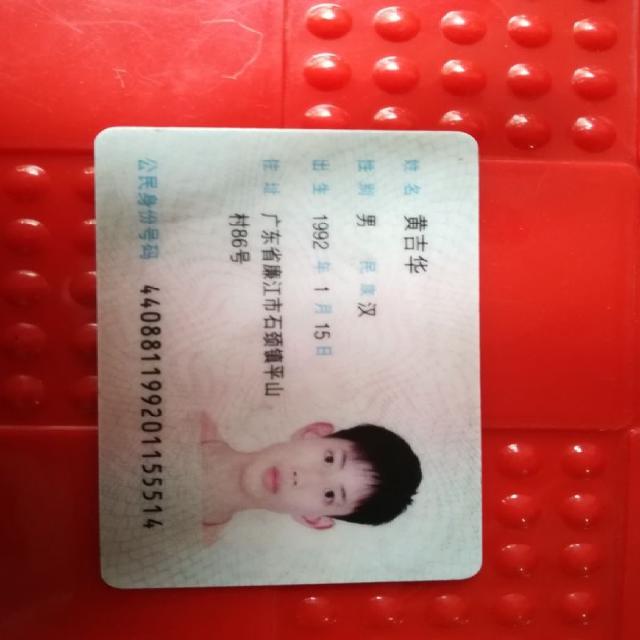 姓名 黄吉华
性别 男 民族 汉
出生 1992 年 1 月 15 日
住址 广东省廉江市石颈镇平山
村86号
公民身份号码 440881199201155514